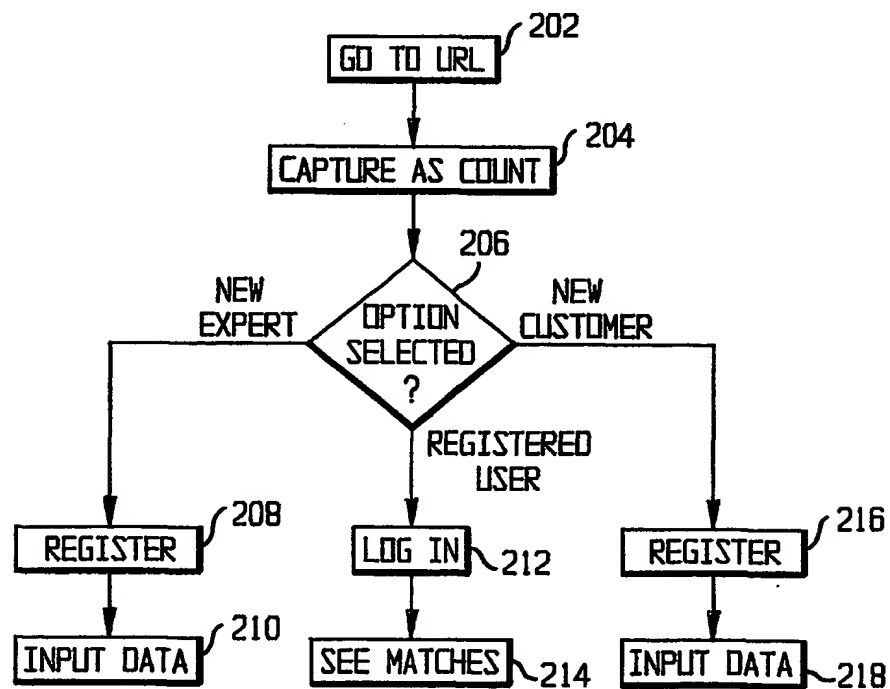 202
GO TO URL
204
CAPTURE AS COUNT
206
NEW
EXPERT
OPTION
SELECTED
?
NEW
CUSTOMER
REGISTERED
USER
208
REGISTER
LOG IN
212
216
REGISTER
210
INPUT DATA
SEE MATCHES
214
INPUT DATA
218